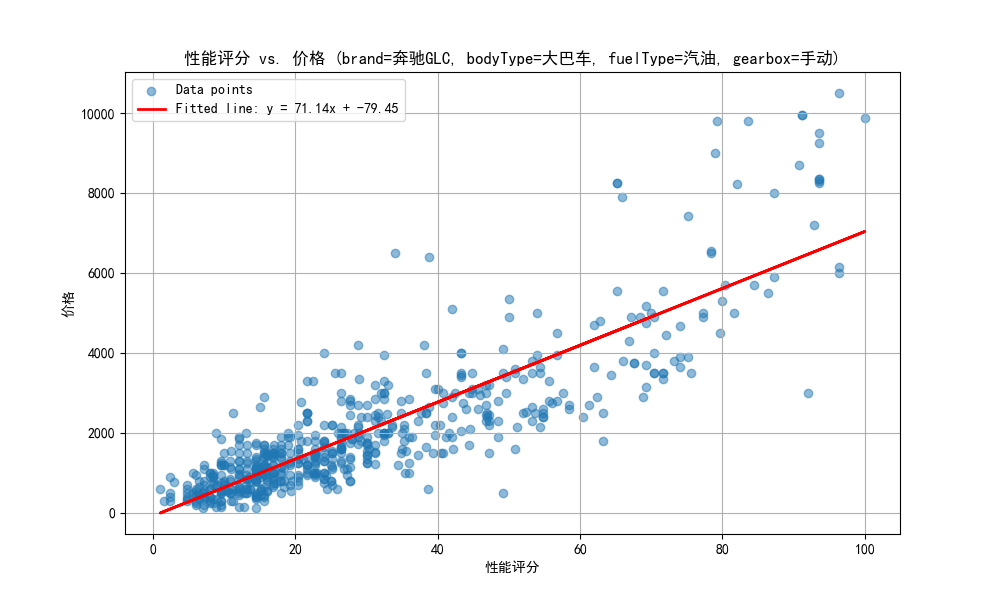 性能评分 vs. 价格 (brand=奔驰GLC, bodyType=大巴车, fuelType=汽油, gearbox=手动)
Data points
Fitted line: y = 71.14x + -79.45
10000
8000
6000
4000
2000
0
价格
0 20 40 60 80 100
性能评分